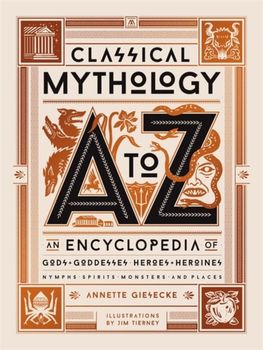 CLASSICAL
MYTHOLOGY
A TO Z
AN ENCYCLOPEDIA OF
GODS & GODDESSES · HEROES & HEROINES
NYMPHS · SPIRITS · MONSTERS · AND PLACES
ANNETTE GIESECKE
ILLUSTRATIONS
BY JIM TIERNEY